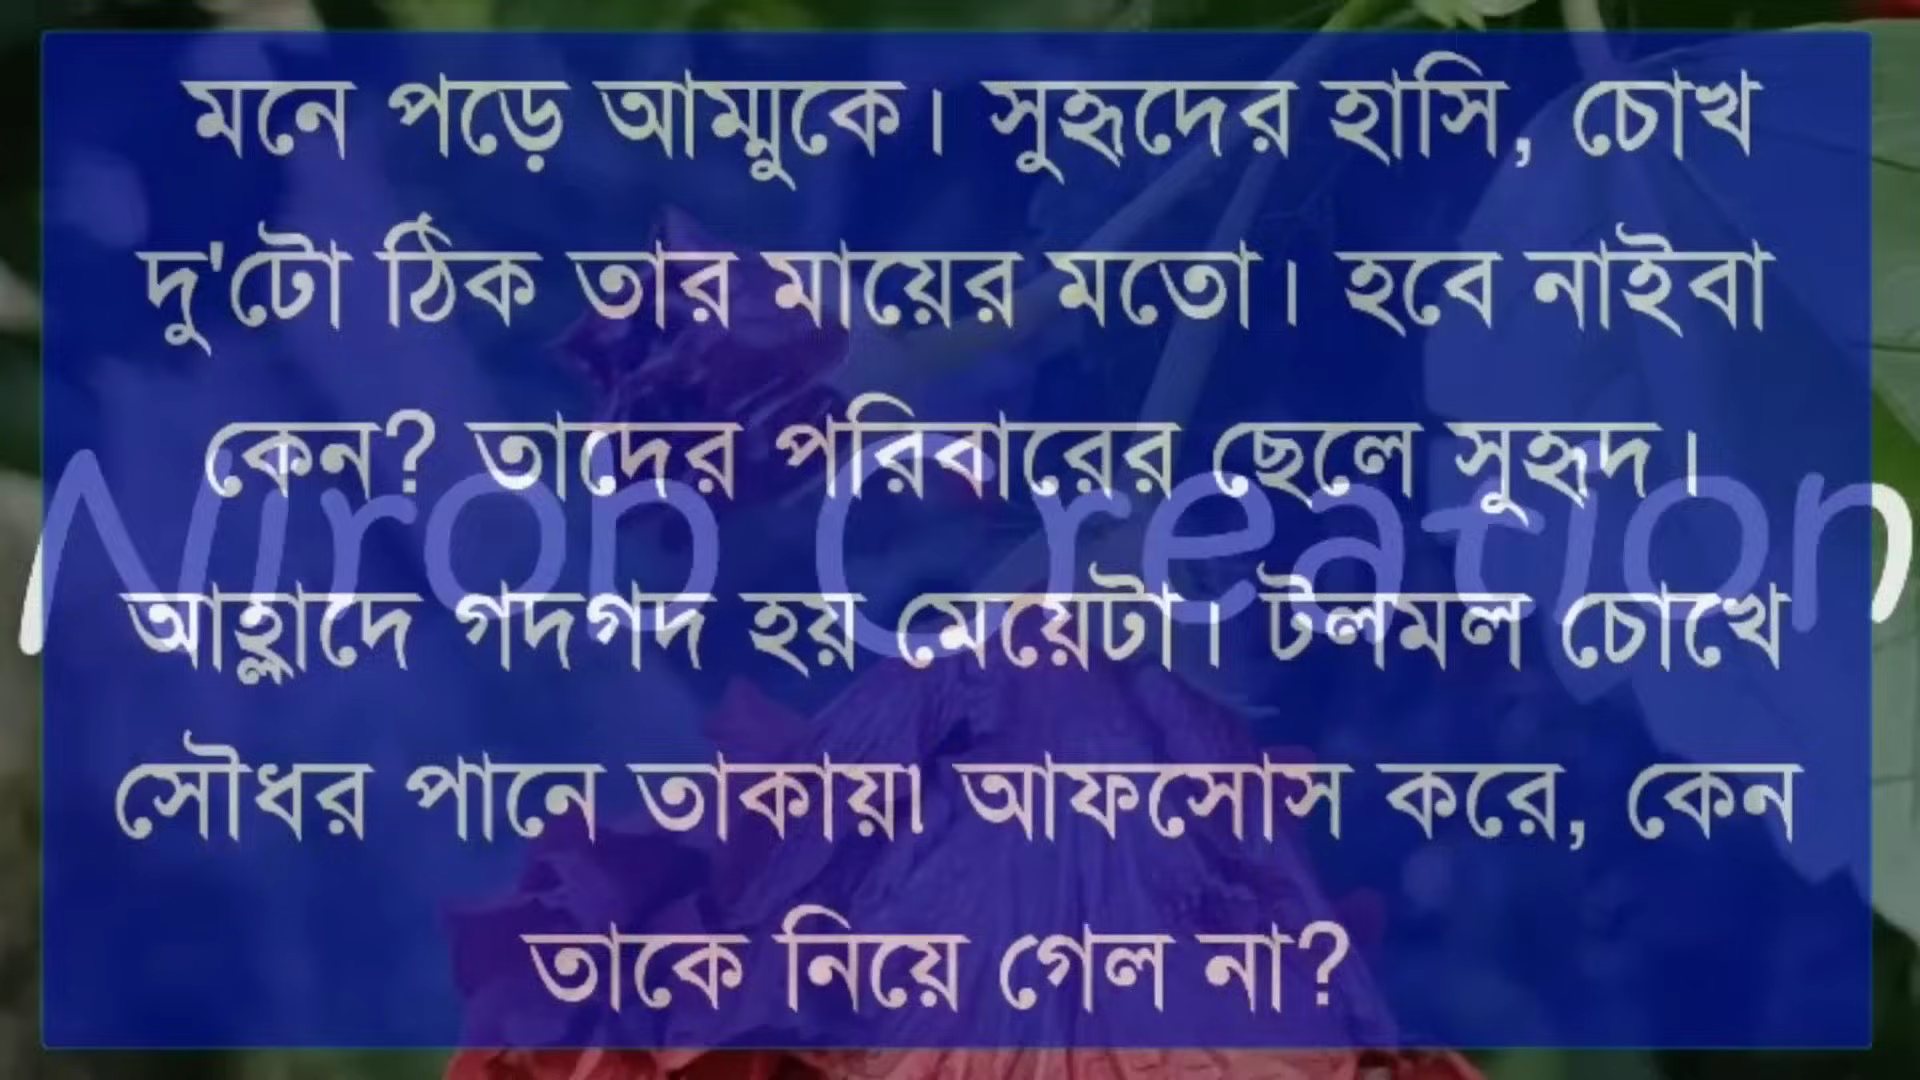 মনে পড়ে আম্মুকে। সুহৃদের হাসি, চোখ
দু'টো ঠিক তার মায়ের মতো। হবে নাইবা
কেন? তাদের পরিবারের ছেলে সুহৃদ।
Nirob Creation
আহ্লাদে গদগদ হয় মেয়েটা। টলমল চোখে
সৌধর পানে তাকায়৷ আফসোস করে, কেন
তাকে নিয়ে গেল না?